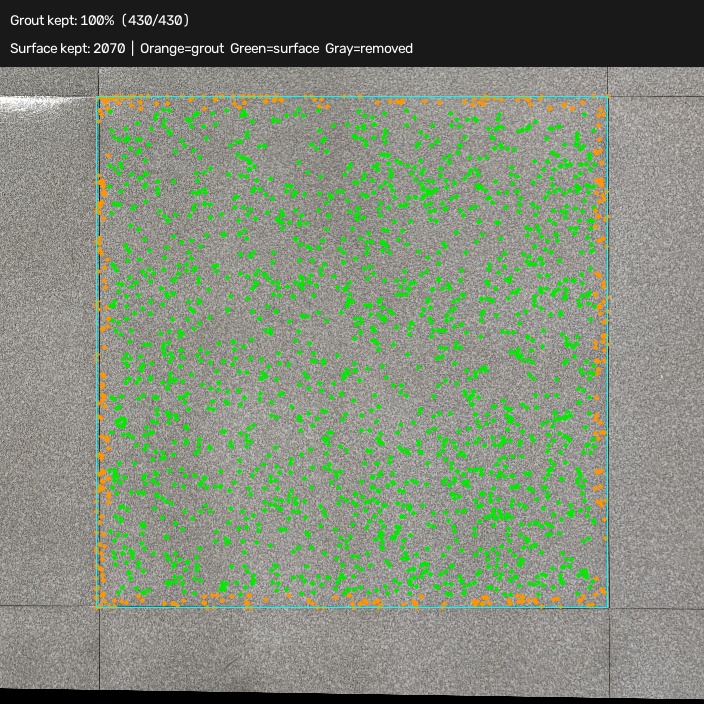 Grout kept: 100% (430/430)
Surface kept: 2070 | Orange=grout Green=surface Gray=removed